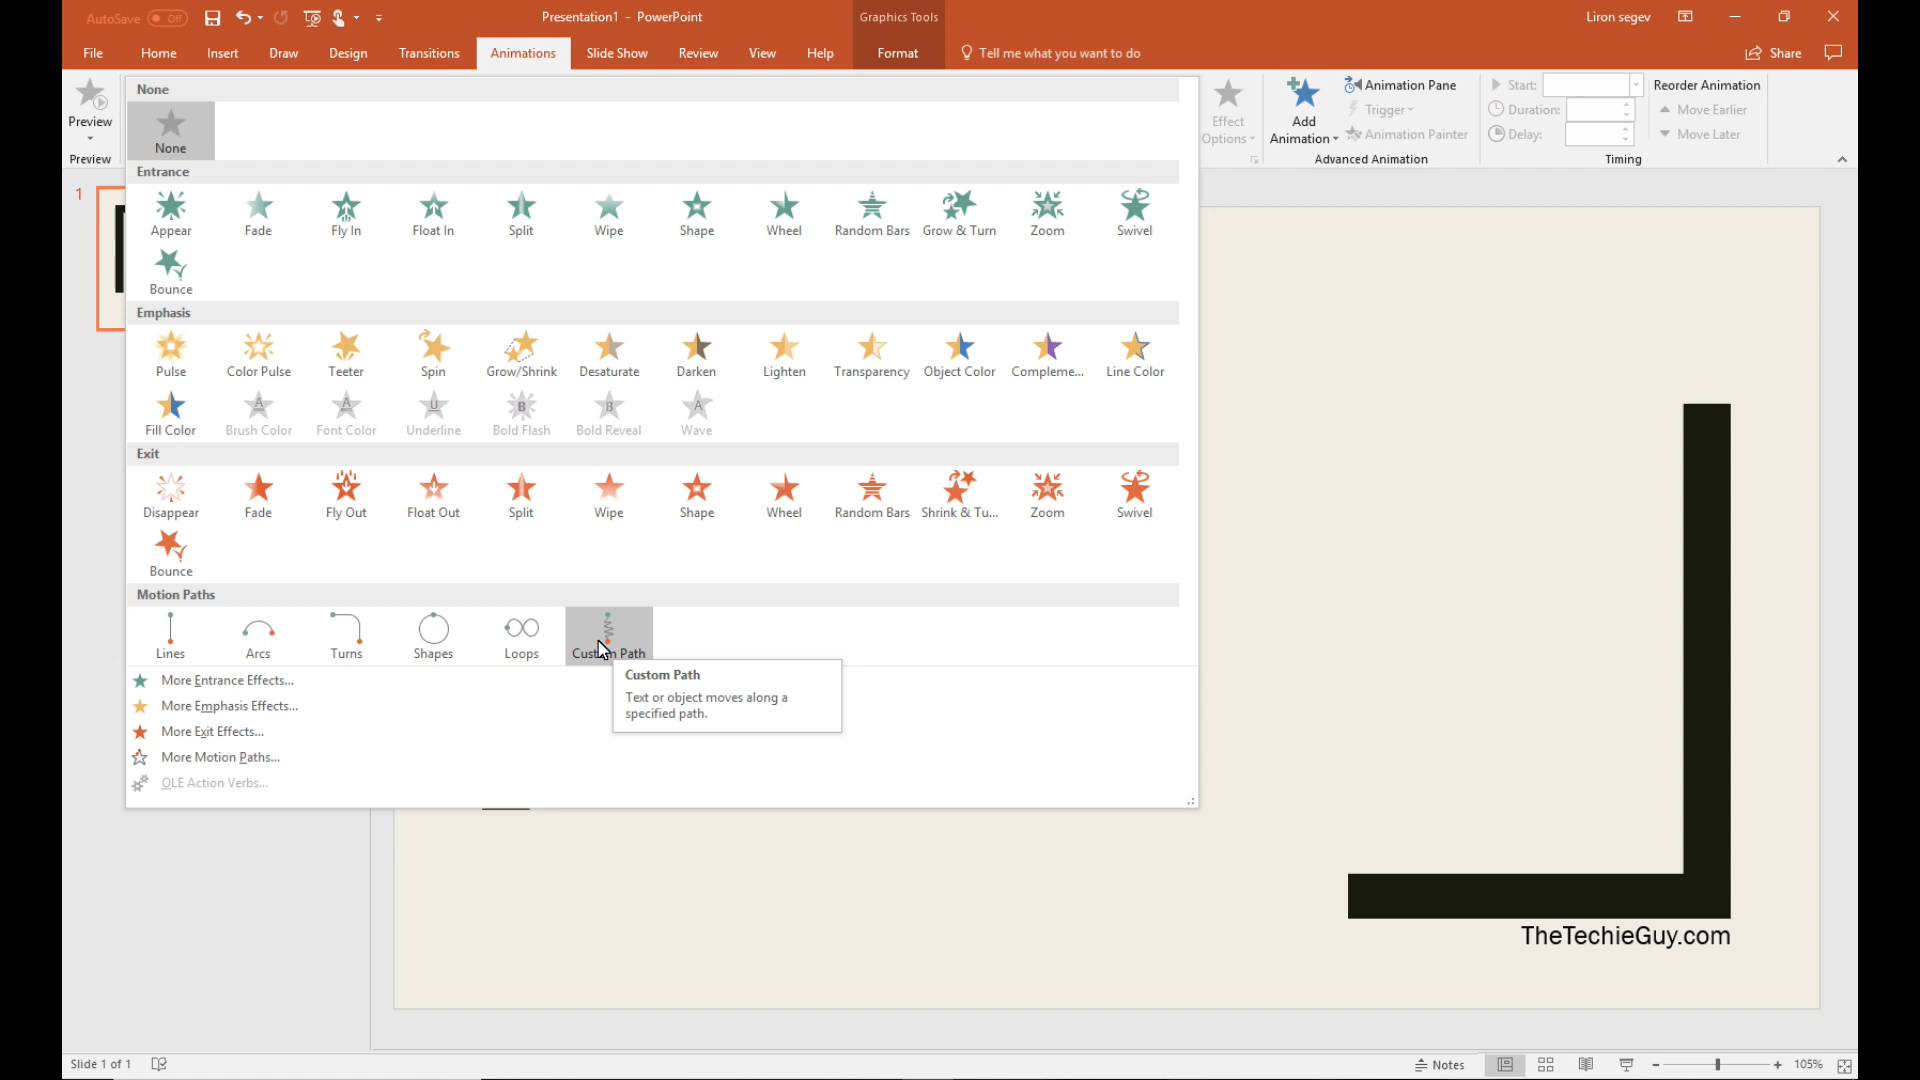 AutoSave Off Presentation1 - PowerPoint Graphics Tools Liron segev
File Home Insert Draw Design Transitions Animations Slide Show Review View Help Format Tell me what you want to do Share
Preview
Preview
None
None
Entrance
Appear Fade Fly In Float In Split Wipe Shape Wheel Random Bars Grow & Turn Zoom Swivel
Bounce
Emphasis
Pulse Color Pulse Teeter Spin Grow/Shrink Desaturate Darken Lighten Transparency Object Color Compleme... Line Color
Fill Color Brush Color Font Color Underline Bold Flash Bold Reveal Wave
Exit
Disappear Fade Fly Out Float Out Split Wipe Shape Wheel Random Bars Shrink & Tu... Zoom Swivel
Bounce
Motion Paths
Lines Arcs Turns Shapes Loops Custom Path
Custom Path
Text or object moves along a
specified path.
More Entrance Effects...
More Emphasis Effects...
More Exit Effects...
More Motion Paths...
OLE Action Verbs...
Effect
Options
Add
Animation
Animation Pane
Trigger
Animation Painter
Advanced Animation
Start:
Duration:
Delay:
Reorder Animation
Move Earlier
Move Later
Timing
1
TheTechieGuy.com
Slide 1 of 1 Notes 105%